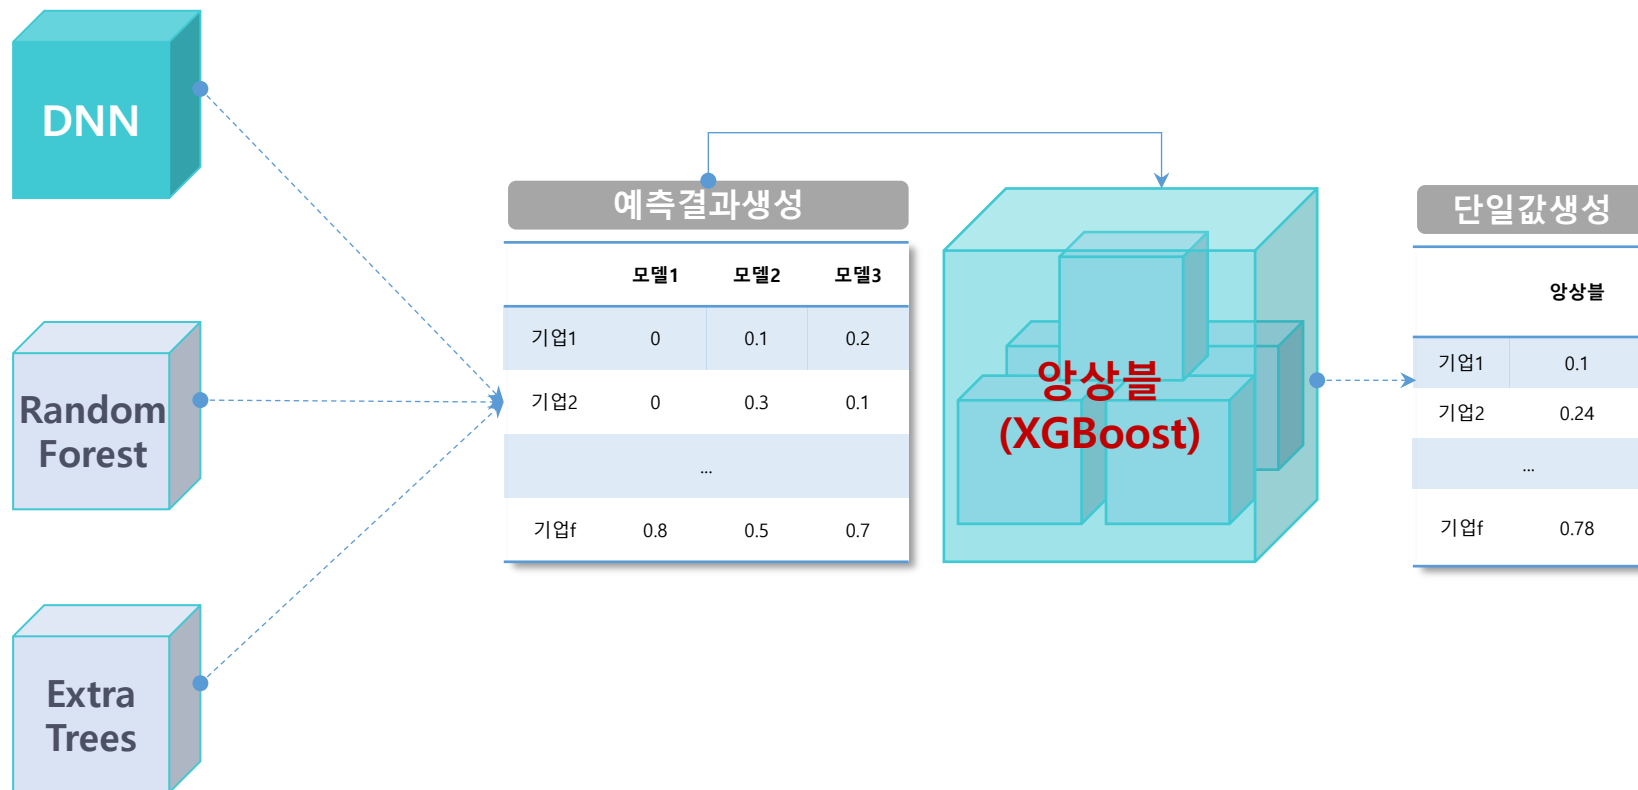 DNN
Random
Forest
Extra
Trees
예측결과생성
모델1 모델2 모델3
기업1 0 0.1 0.2
기업2 0 0.3 0.1
...
기업f 0.8 0.5 0.7
앙상블
(XGBoost)
단일값생성
앙상블
기업1 0.1
기업2 0.24
...
기업f 0.78